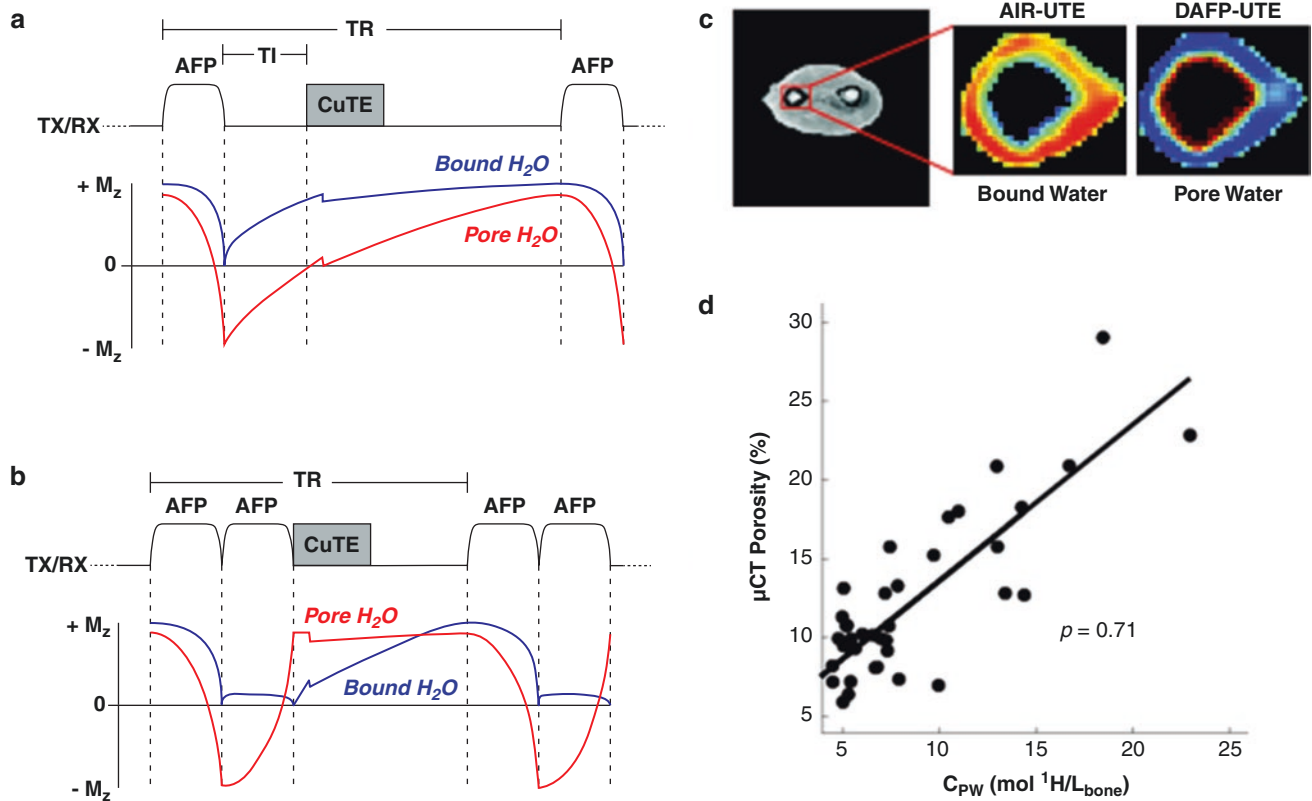 a
TR
TI
AFP
AFP
CuTE
TX/RX
Bound H₂O
+ Mz
Pore H₂O
0
- Mz
b
TR
AFP
AFP
AFP
AFP
CuTE
TX/RX
Pore H₂O
+ Mz
Bound H₂O
0
- Mz
c
AIR-UTE
DAFP-UTE
Bound Water
Pore Water
d
30
25
20
15
10
5
µCT Porosity (%)
p = 0.71
5
10
15
20
25
C_PW (mol ¹H/L_bone)